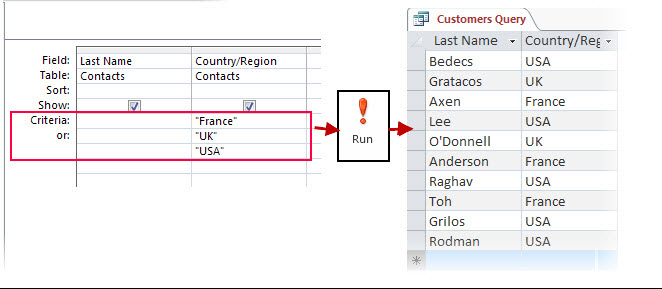 Field: Last Name Country/Region
Table: Contacts Contacts
Sort:
Show:
Criteria: "France"
or: "UK"
"USA"
Run
Customers Query
Last Name Country/Reg
Bedecs USA
Gratacos UK
Axen France
Lee USA
O'Donnell UK
Anderson France
Raghav USA
Toh France
Grilos USA
Rodman USA